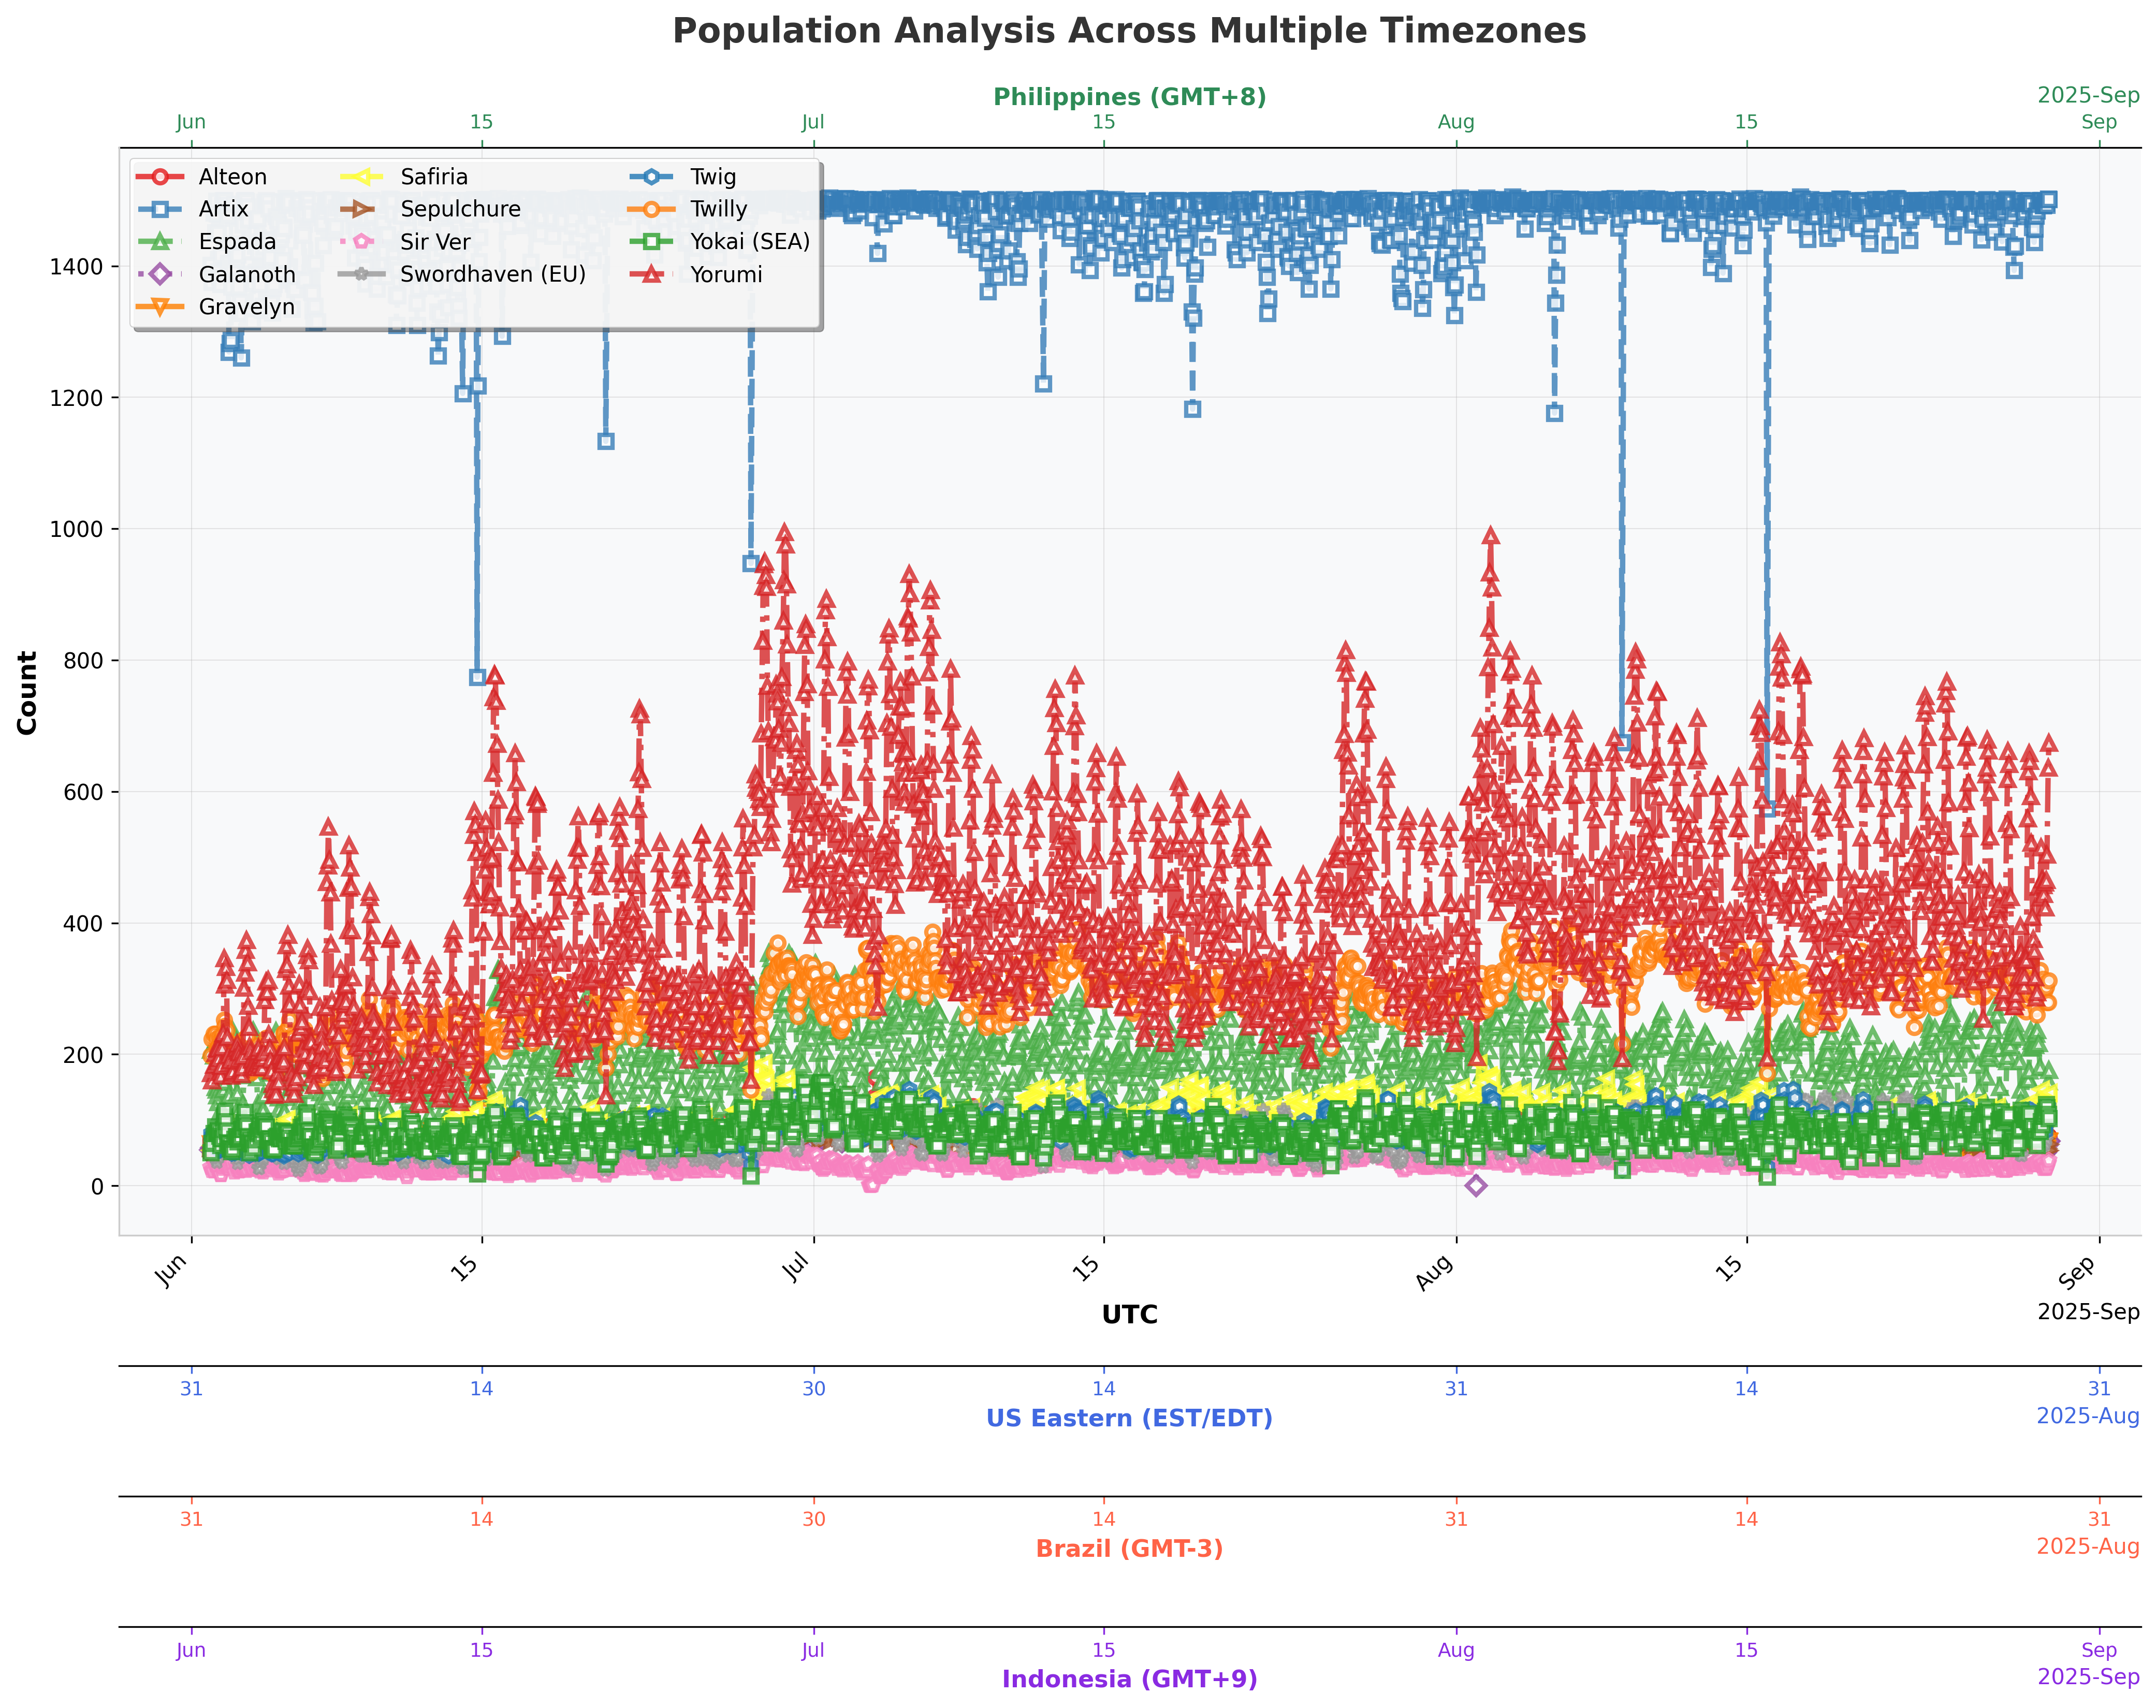 Population Analysis Across Multiple Timezones
Philippines (GMT+8)
2025-Sep
Jun 15 Jul 15 Aug 15 Sep
Alteon Safiria Twig
Artix Sepulchure Twilly
Espada Sir Ver Yokai (SEA)
Galanoth Swordhaven (EU) Yorumi
Gravelyn
Count
1400
1200
1000
800
600
400
200
0
Jun 15 Jul 15 Aug 15 Sep
UTC
2025-Sep
31 14 30 14 31 14 31
US Eastern (EST/EDT)
2025-Aug
31 14 30 14 31 14 31
Brazil (GMT-3)
2025-Aug
Jun 15 Jul 15 Aug 15 Sep
Indonesia (GMT+9)
2025-Sep